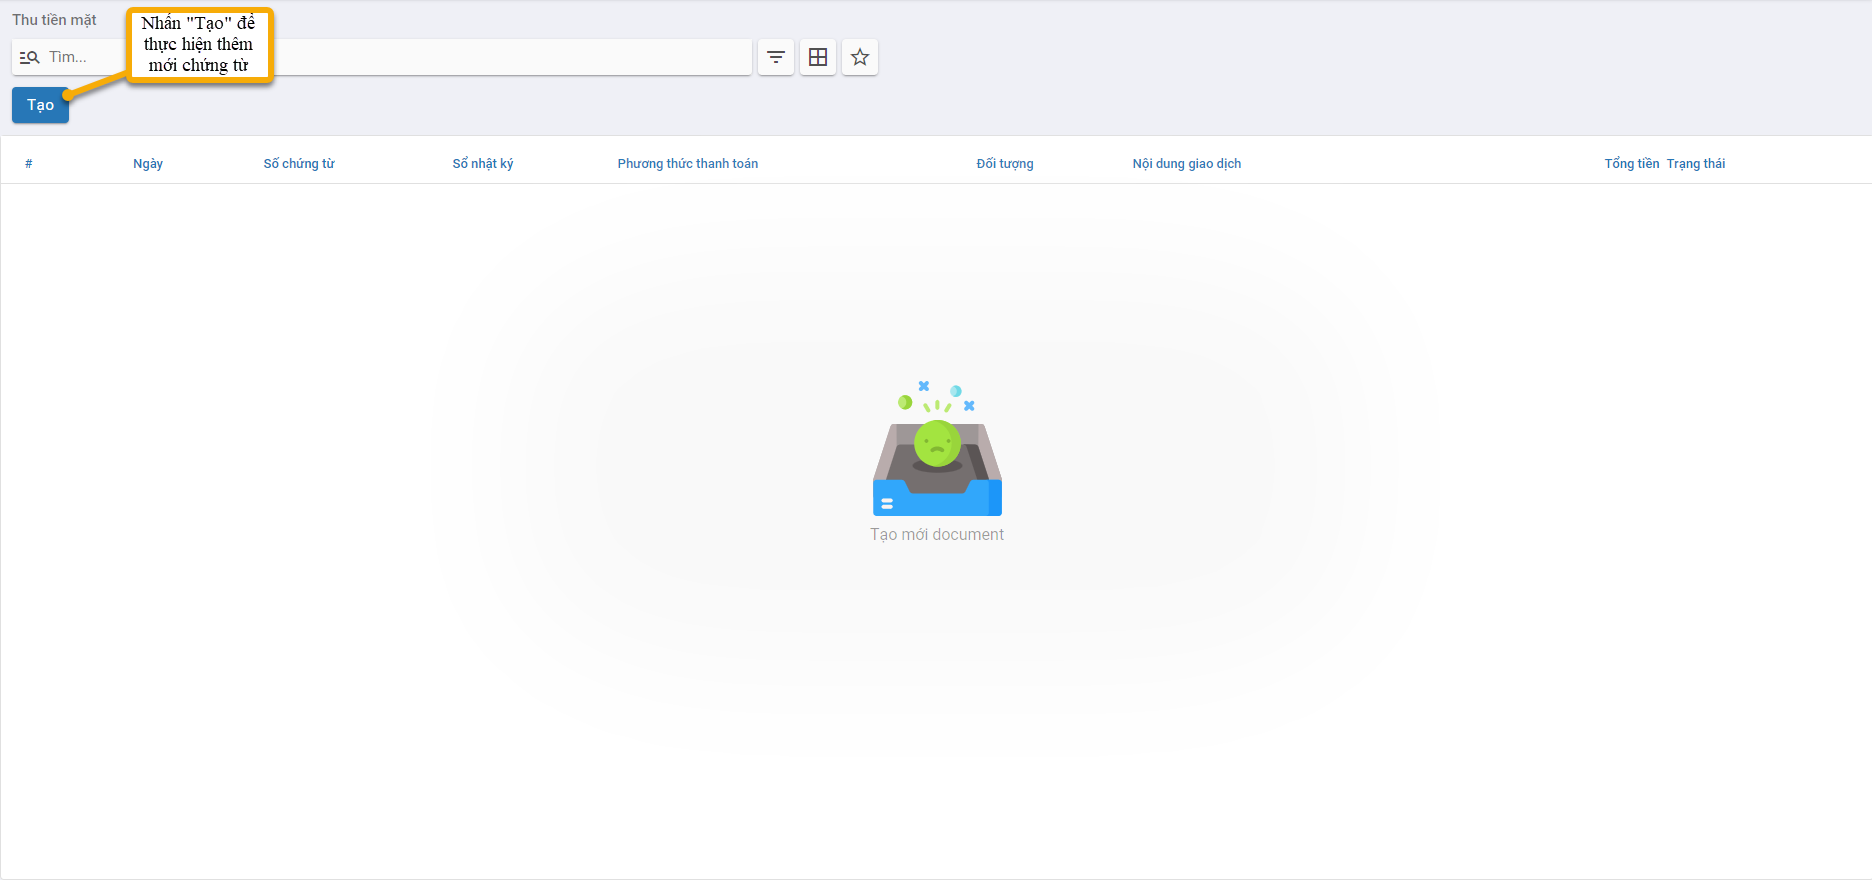 Thu tiền mặt
Nhấn "Tạo" để
thực hiện thêm
mới chứng từ
Tìm...
Tạo
# Ngày Số chứng từ Sổ nhật ký Phương thức thanh toán Đối tượng Nội dung giao dịch Tổng tiền Trạng thái
Tạo mới document